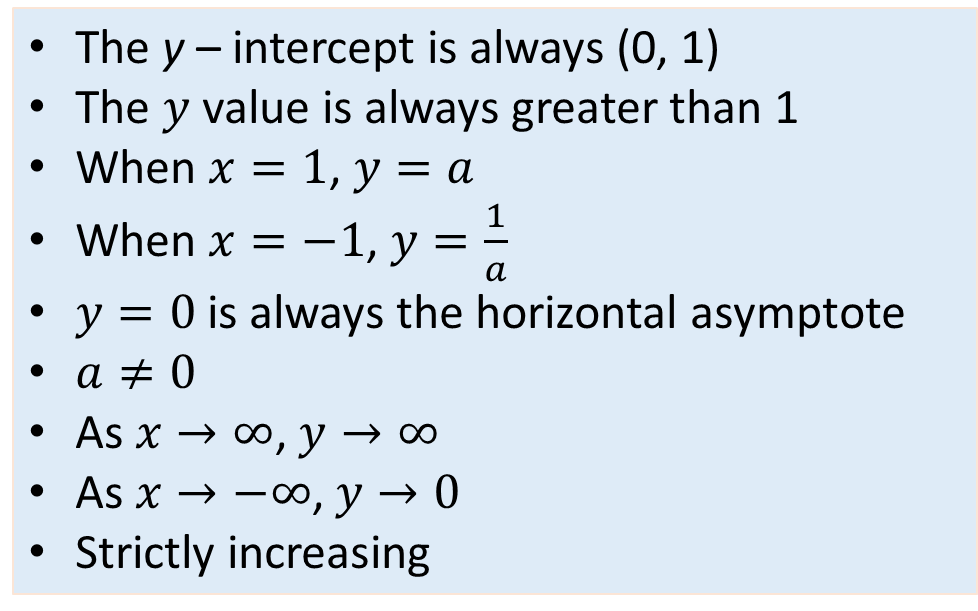 • The y – intercept is always (0, 1)
• The y value is always greater than 1
• When x = 1, y = a
• When x = −1, y = 1/a
• y = 0 is always the horizontal asymptote
• a ≠ 0
• As x → ∞, y → ∞
• As x → −∞, y → 0
• Strictly increasing